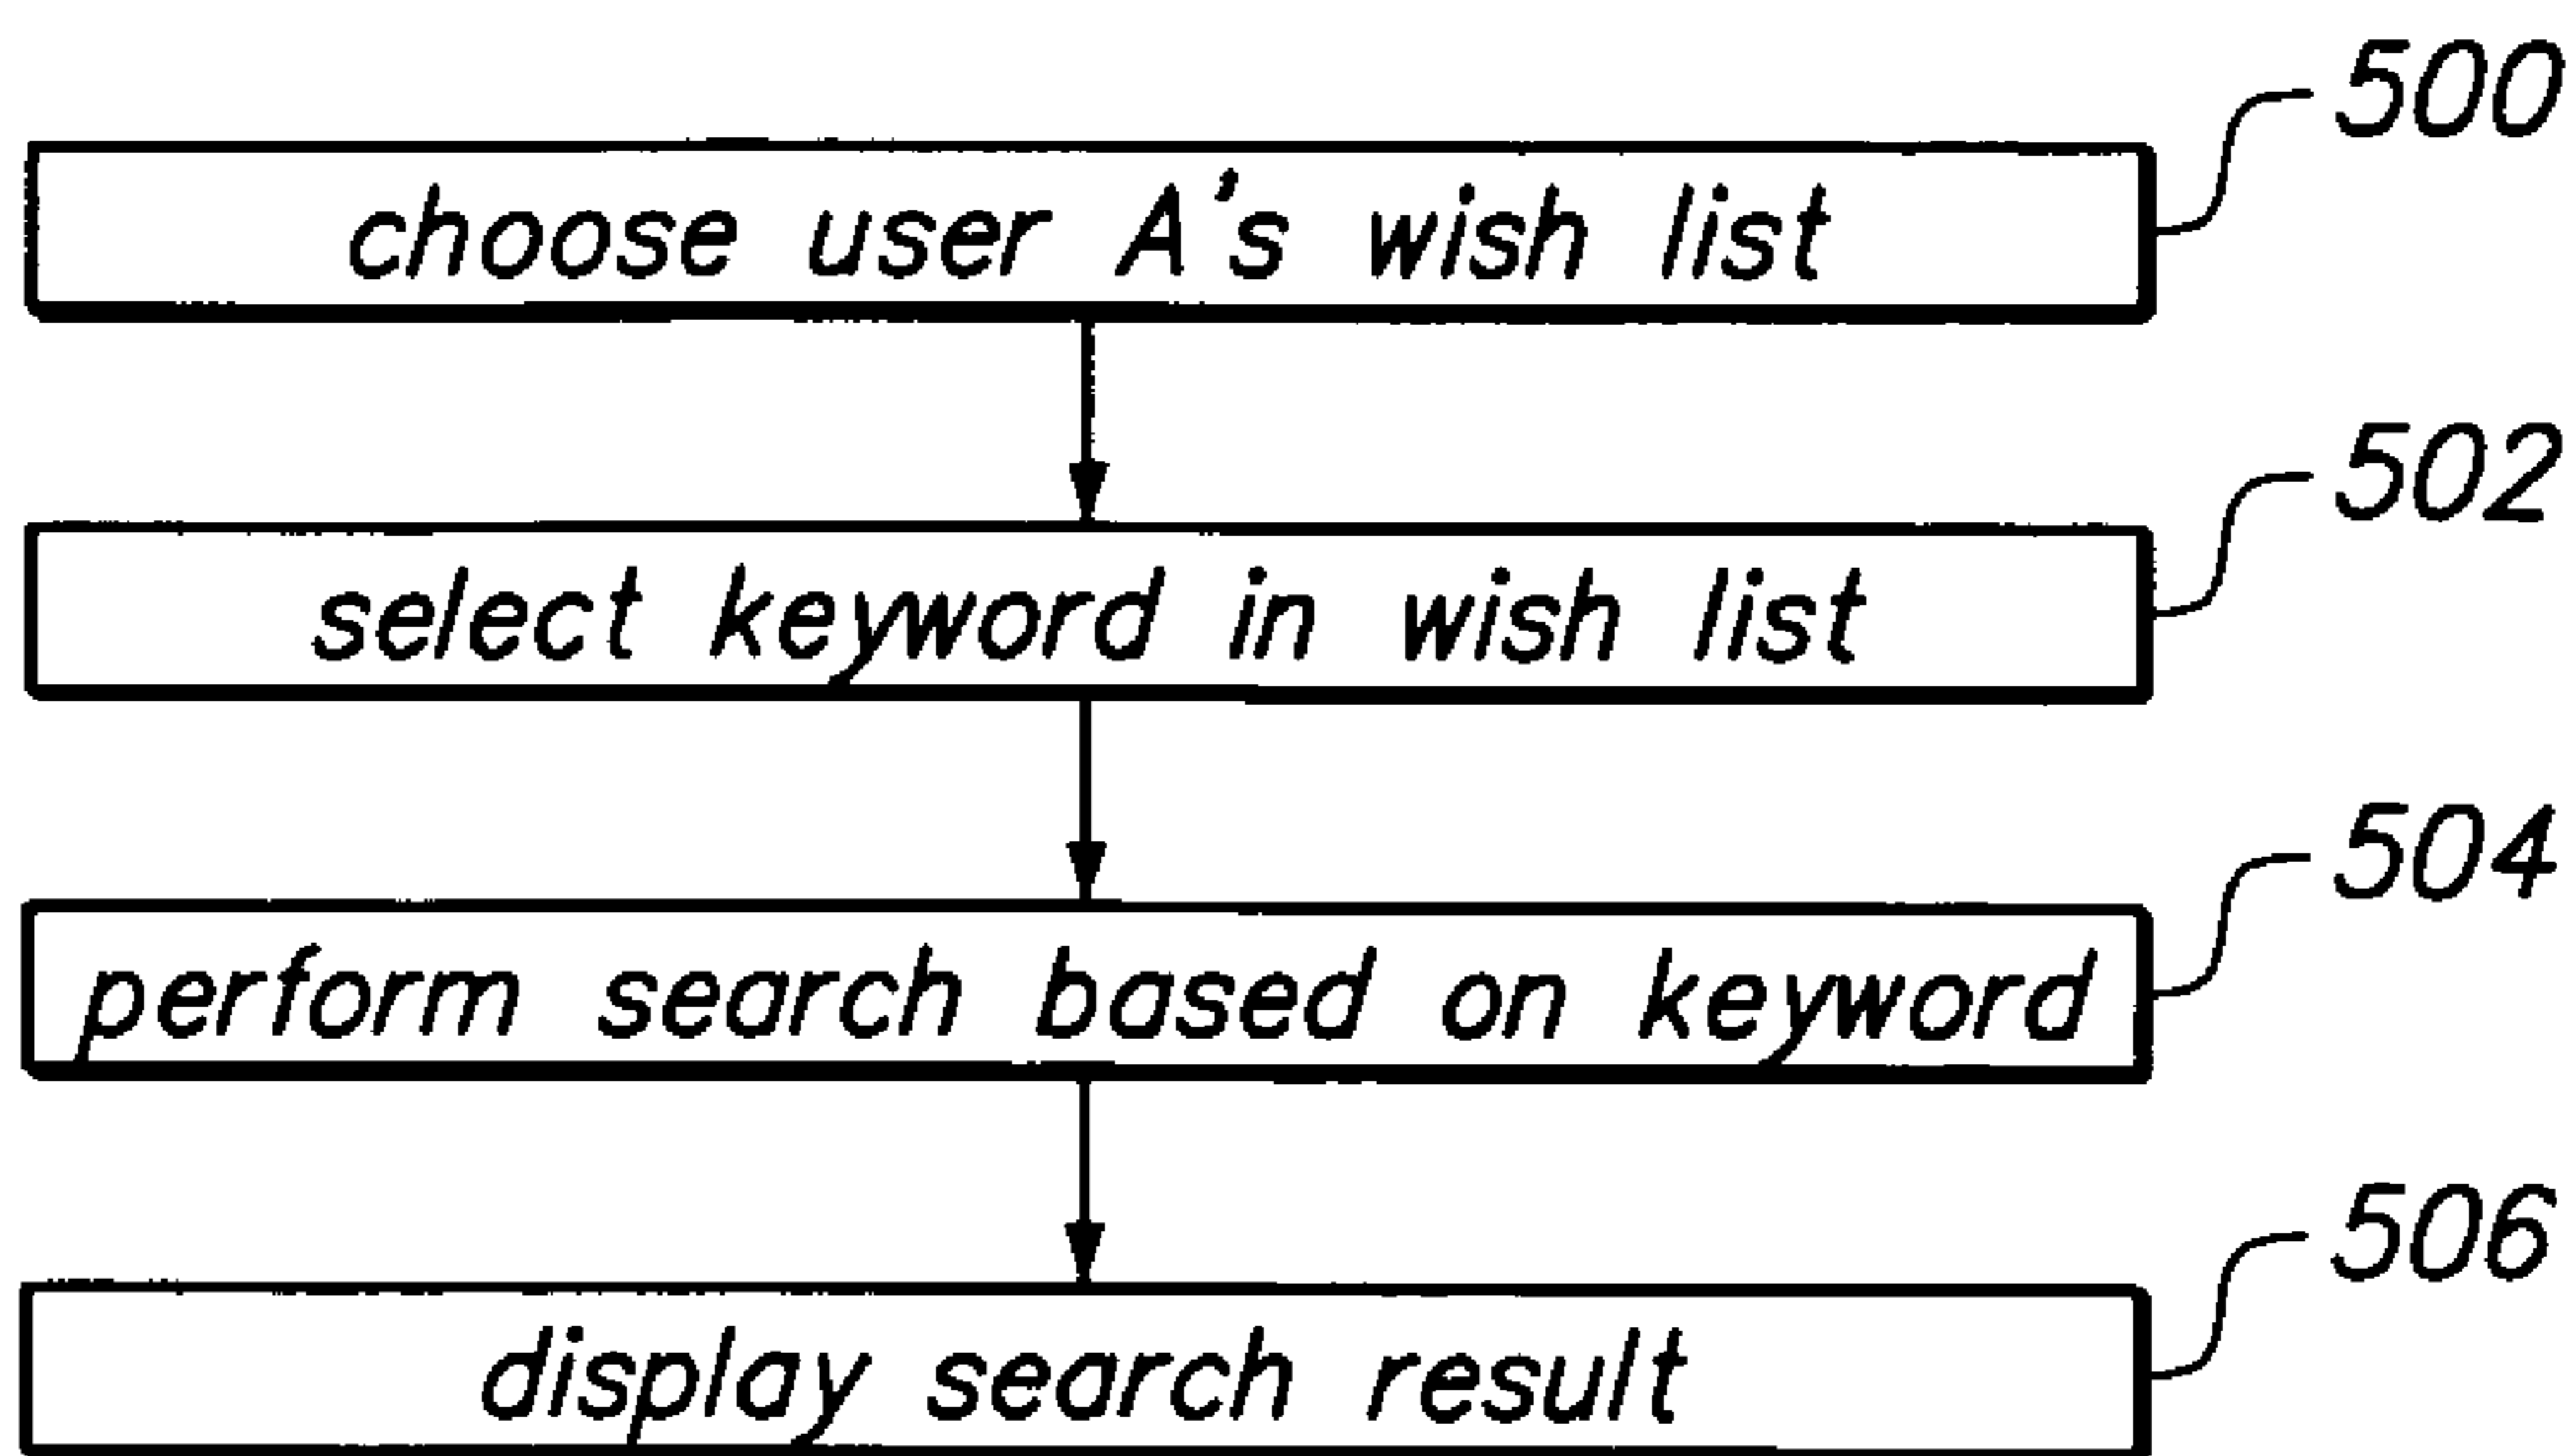 500
choose user A's wish list
502
select keyword in wish list
504
perform search based on keyword
506
display search result